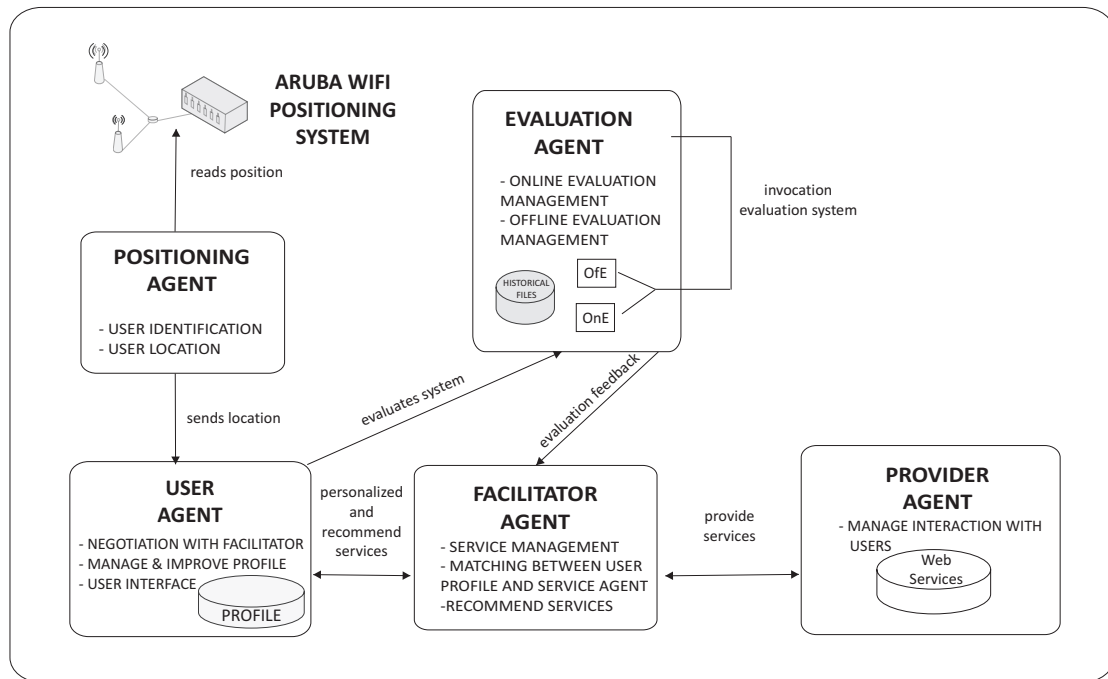 ARUBA WIFI
POSITIONING
SYSTEM
reads position
POSITIONING
AGENT
- USER IDENTIFICATION
- USER LOCATION
sends location
EVALUATION
AGENT
- ONLINE EVALUATION
MANAGEMENT
- OFFLINE EVALUATION
MANAGEMENT
HISTORICAL
FILES
OfE
OnE
invocation
evaluation system
evaluates system
evaluation feedback
USER
AGENT
- NEGOTIATION WITH FACILITATOR
- MANAGE & IMPROVE PROFILE
- USER INTERFACE
PROFILE
personalized
and
recommend
services
FACILITATOR
AGENT
- SERVICE MANAGEMENT
- MATCHING BETWEEN USER
PROFILE AND SERVICE AGENT
-RECOMMEND SERVICES
provide
services
PROVIDER
AGENT
- MANAGE INTERACTION WITH
USERS
Web
Services